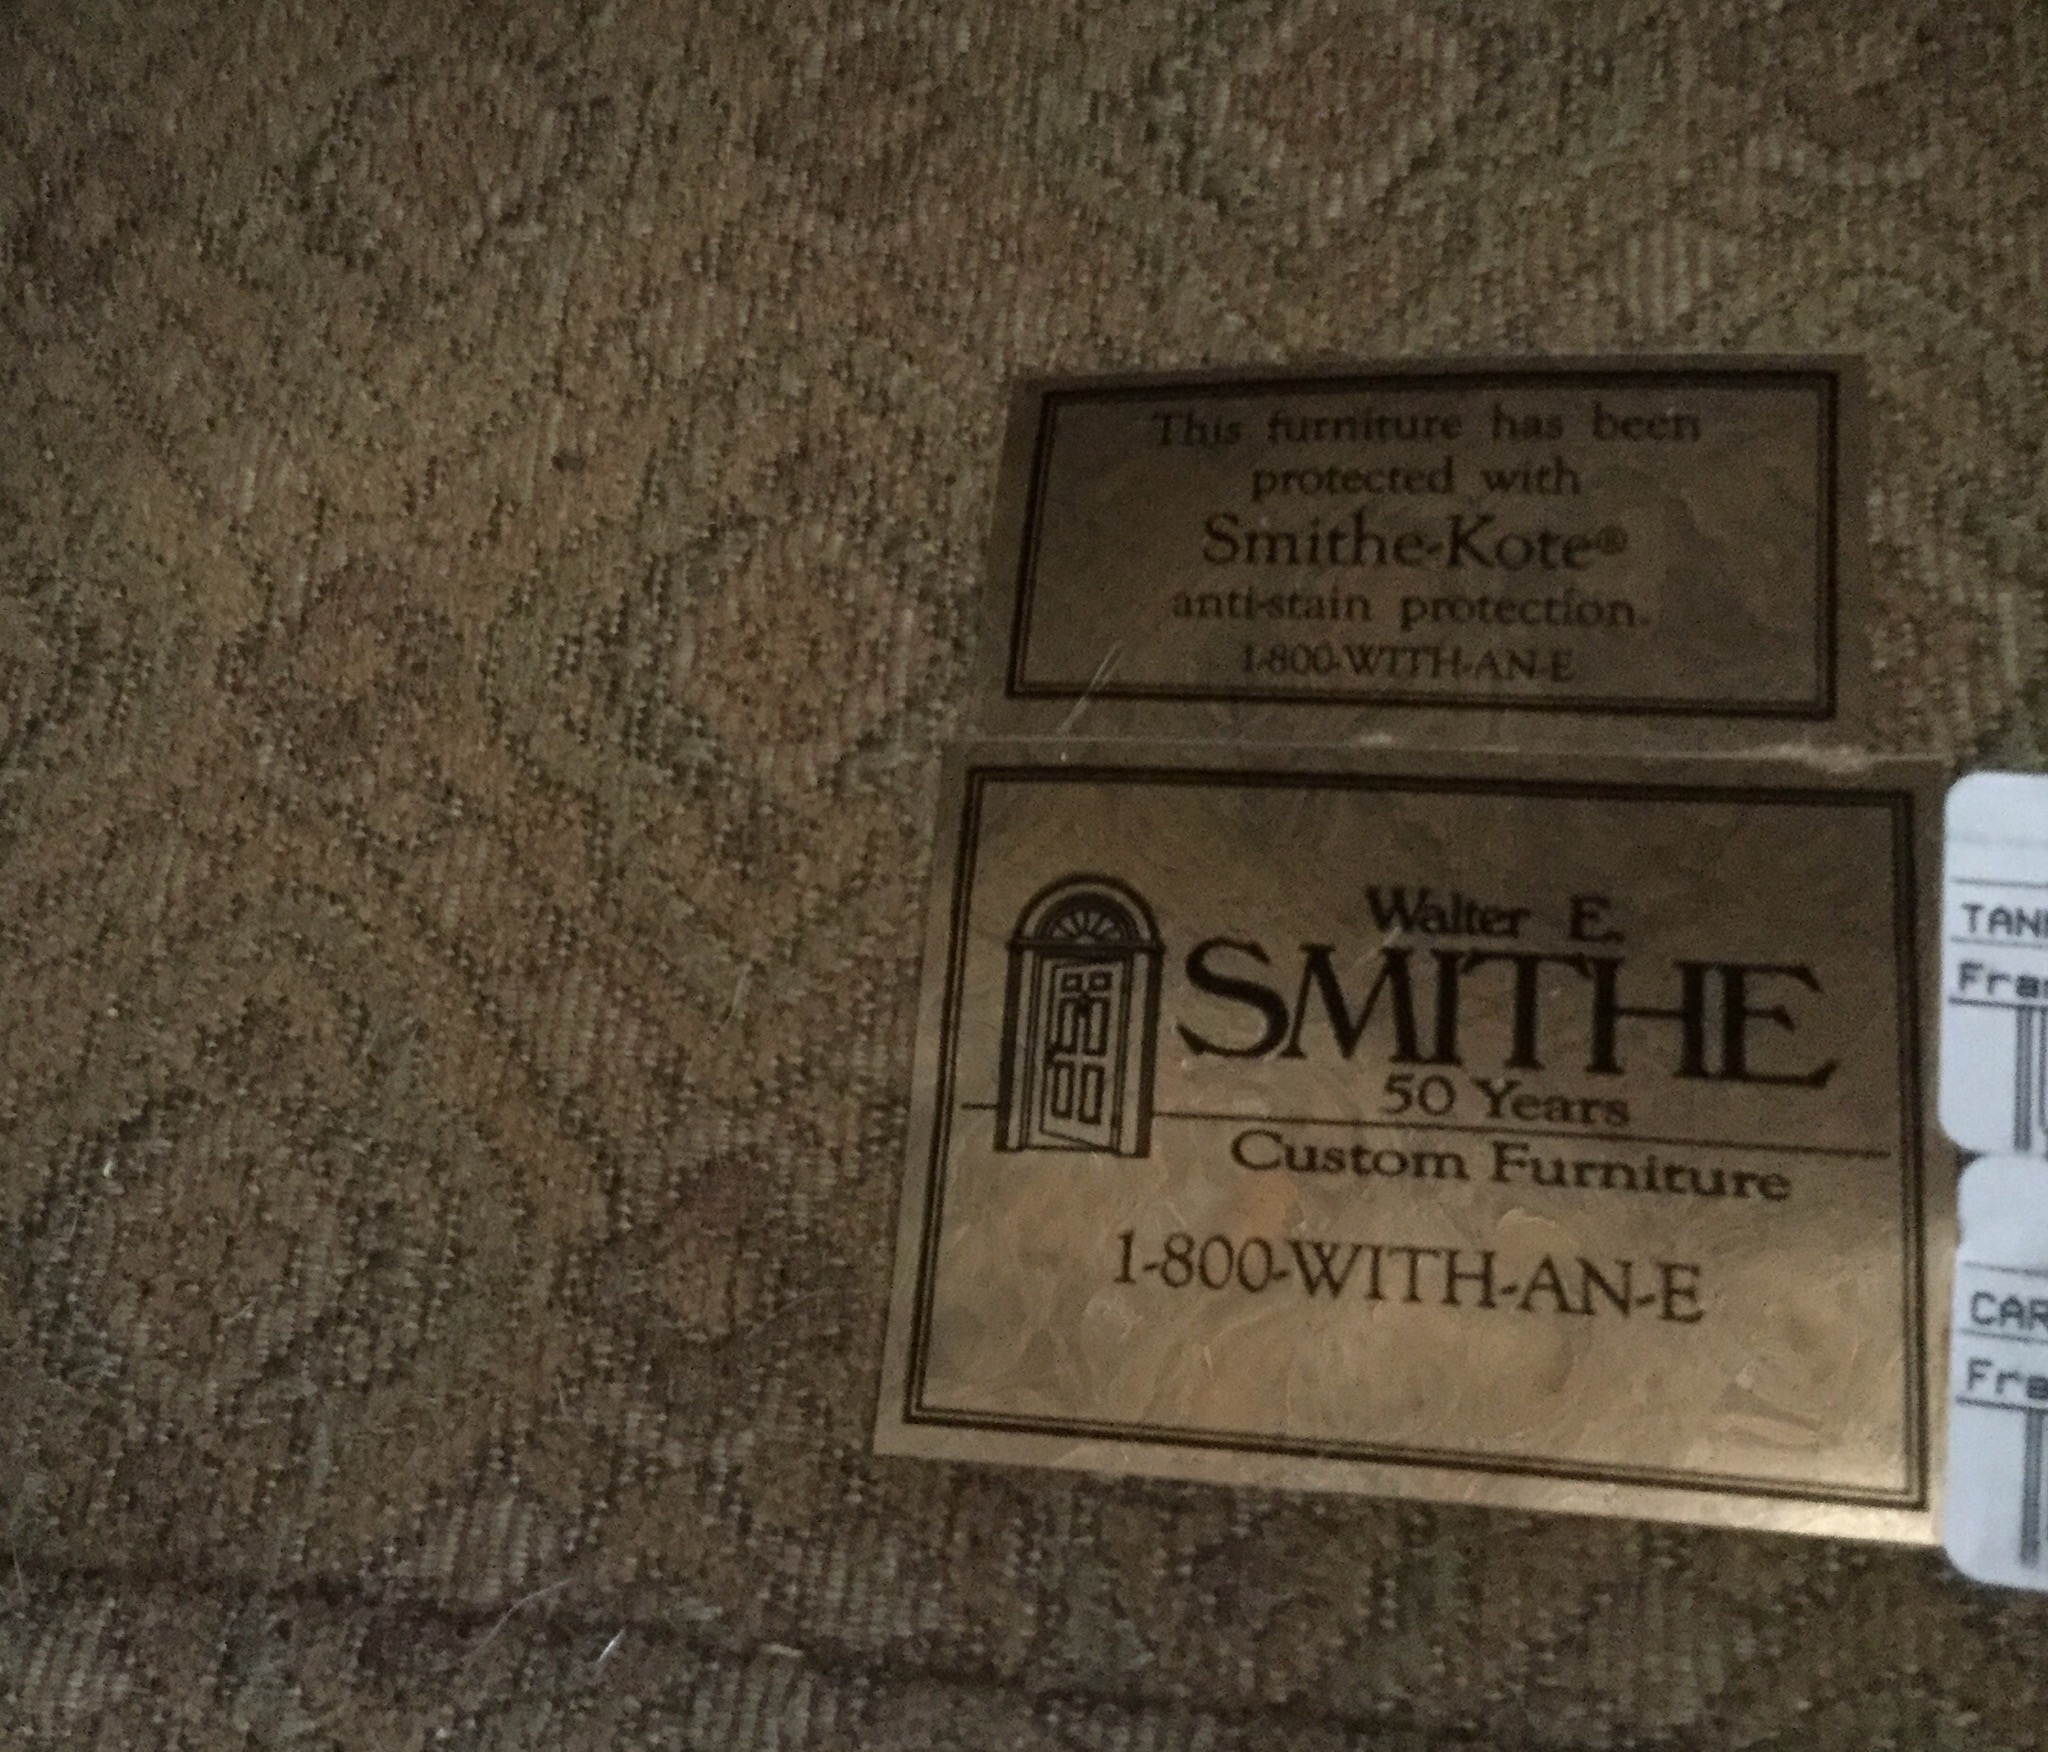 This furniture has been
protected with
Smithe-Kote®
anti-stain protection.
1-800-WITH-AN-E
Walter E.
SMITHE
50 Years
Custom Furniture
1-800-WITH-AN-E